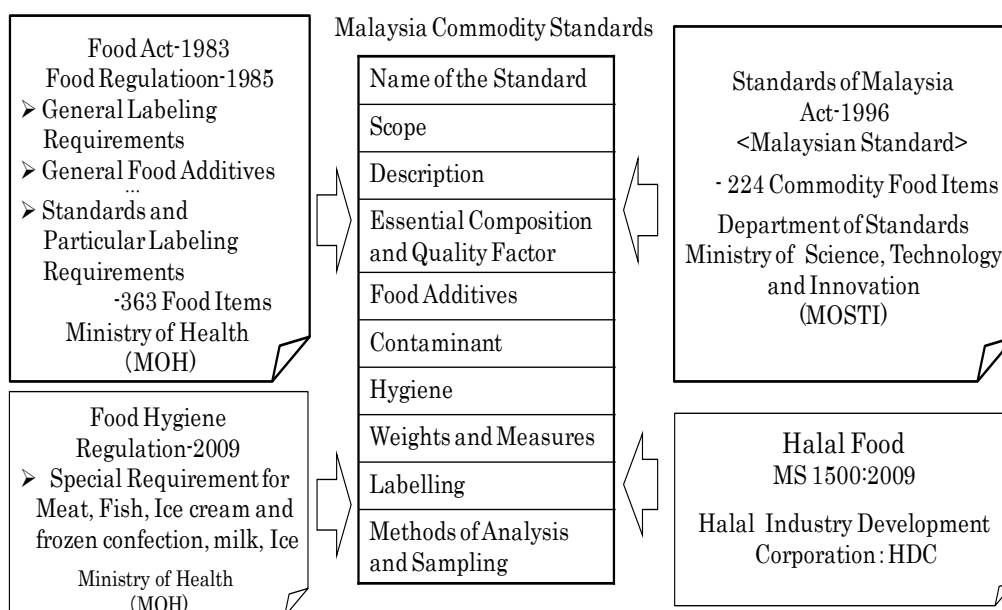 Malaysia Commodity Standards
Food Act-1983
Food Regulatioon-1985
➢ General Labeling
Requirements
➢ General Food Additives
...
➢ Standards and
Particular Labeling
Requirements
-363 Food Items
Ministry of Health
(MOH)
Food Hygiene
Regulation-2009
➢ Special Requirement for
Meat, Fish, Ice cream and
frozen confection, milk, Ice
Ministry of Health
(MOH)
Name of the Standard
Scope
Description
Essential Composition
and Quality Factor
Food Additives
Contaminant
Hygiene
Weights and Measures
Labelling
Methods of Analysis
and Sampling
Standards of Malaysia
Act-1996
<Malaysian Standard>
- 224 Commodity Food Items
Department of Standards
Ministry of Science, Technology
and Innovation
(MOSTI)
Halal Food
MS 1500:2009
Halal Industry Development
Corporation : HDC